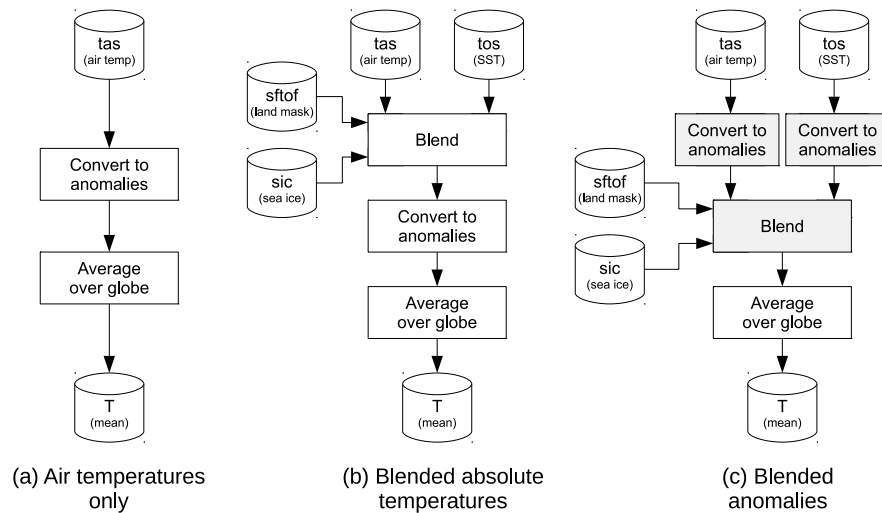 tas
(air temp)
Convert to
anomalies
Average
over globe
T
(mean)
(a) Air temperatures
only
tas
(air temp)
tos
(SST)
sftof
(land mask)
Blend
sic
(sea ice)
Convert to
anomalies
Average
over globe
T
(mean)
(b) Blended absolute
temperatures
tas
(air temp)
tos
(SST)
Convert to
anomalies
Convert to
anomalies
sftof
(land mask)
Blend
sic
(sea ice)
Average
over globe
T
(mean)
(c) Blended
anomalies